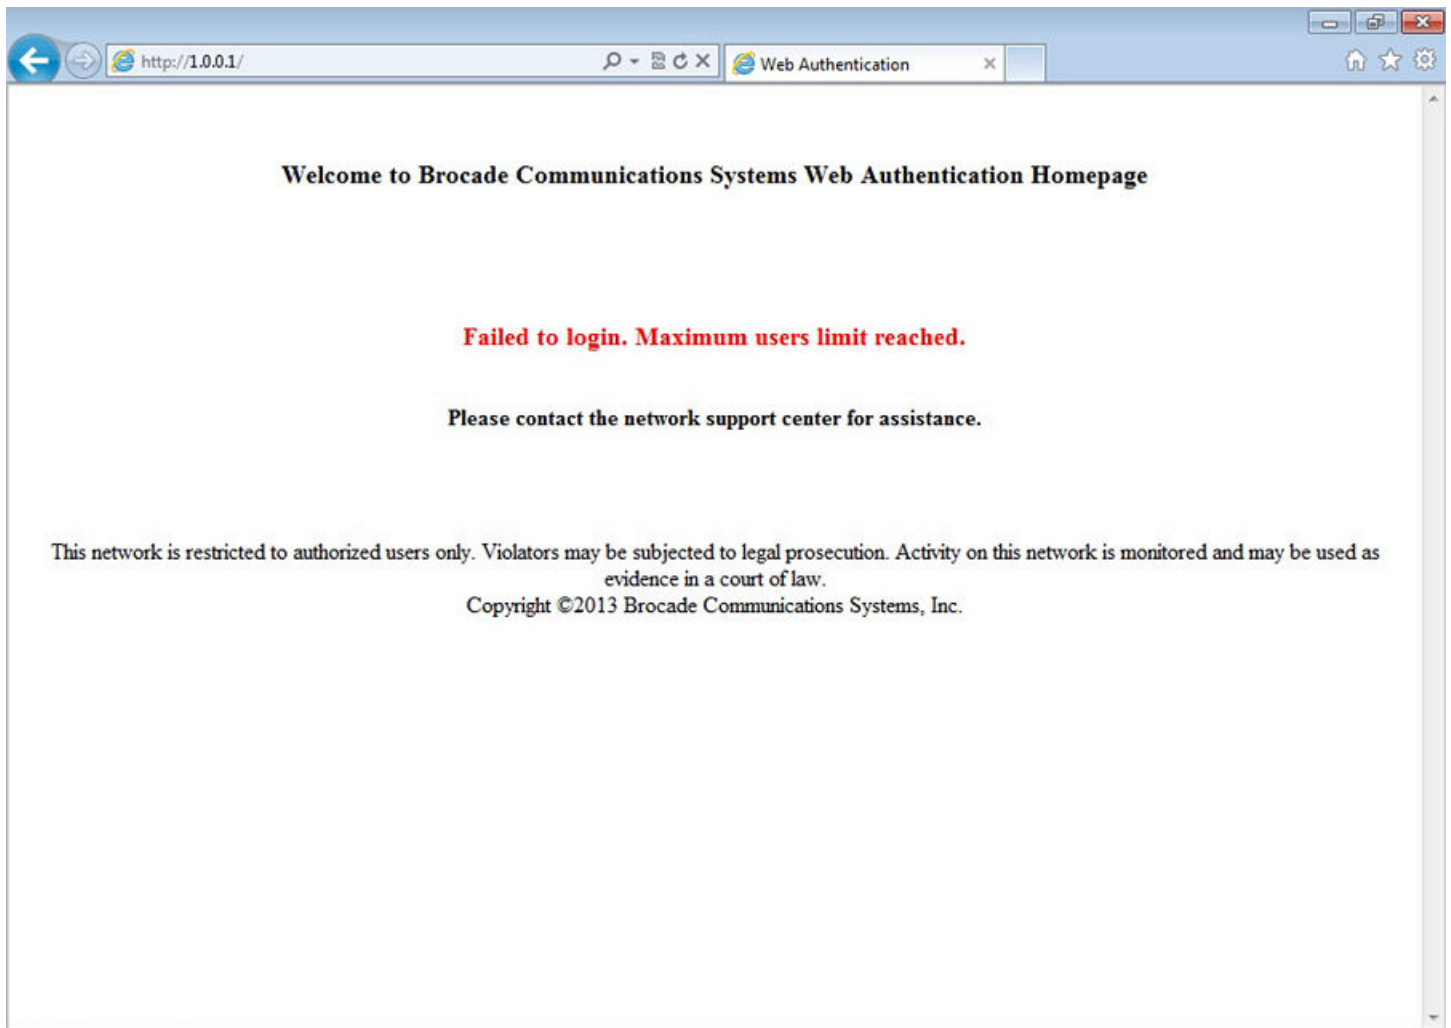 http://1.0.0.1/
Web Authentication
Welcome to Brocade Communications Systems Web Authentication Homepage
Failed to login. Maximum users limit reached.
Please contact the network support center for assistance.
This network is restricted to authorized users only. Violators may be subjected to legal prosecution. Activity on this network is monitored and may be used as
evidence in a court of law.
Copyright ©2013 Brocade Communications Systems, Inc.